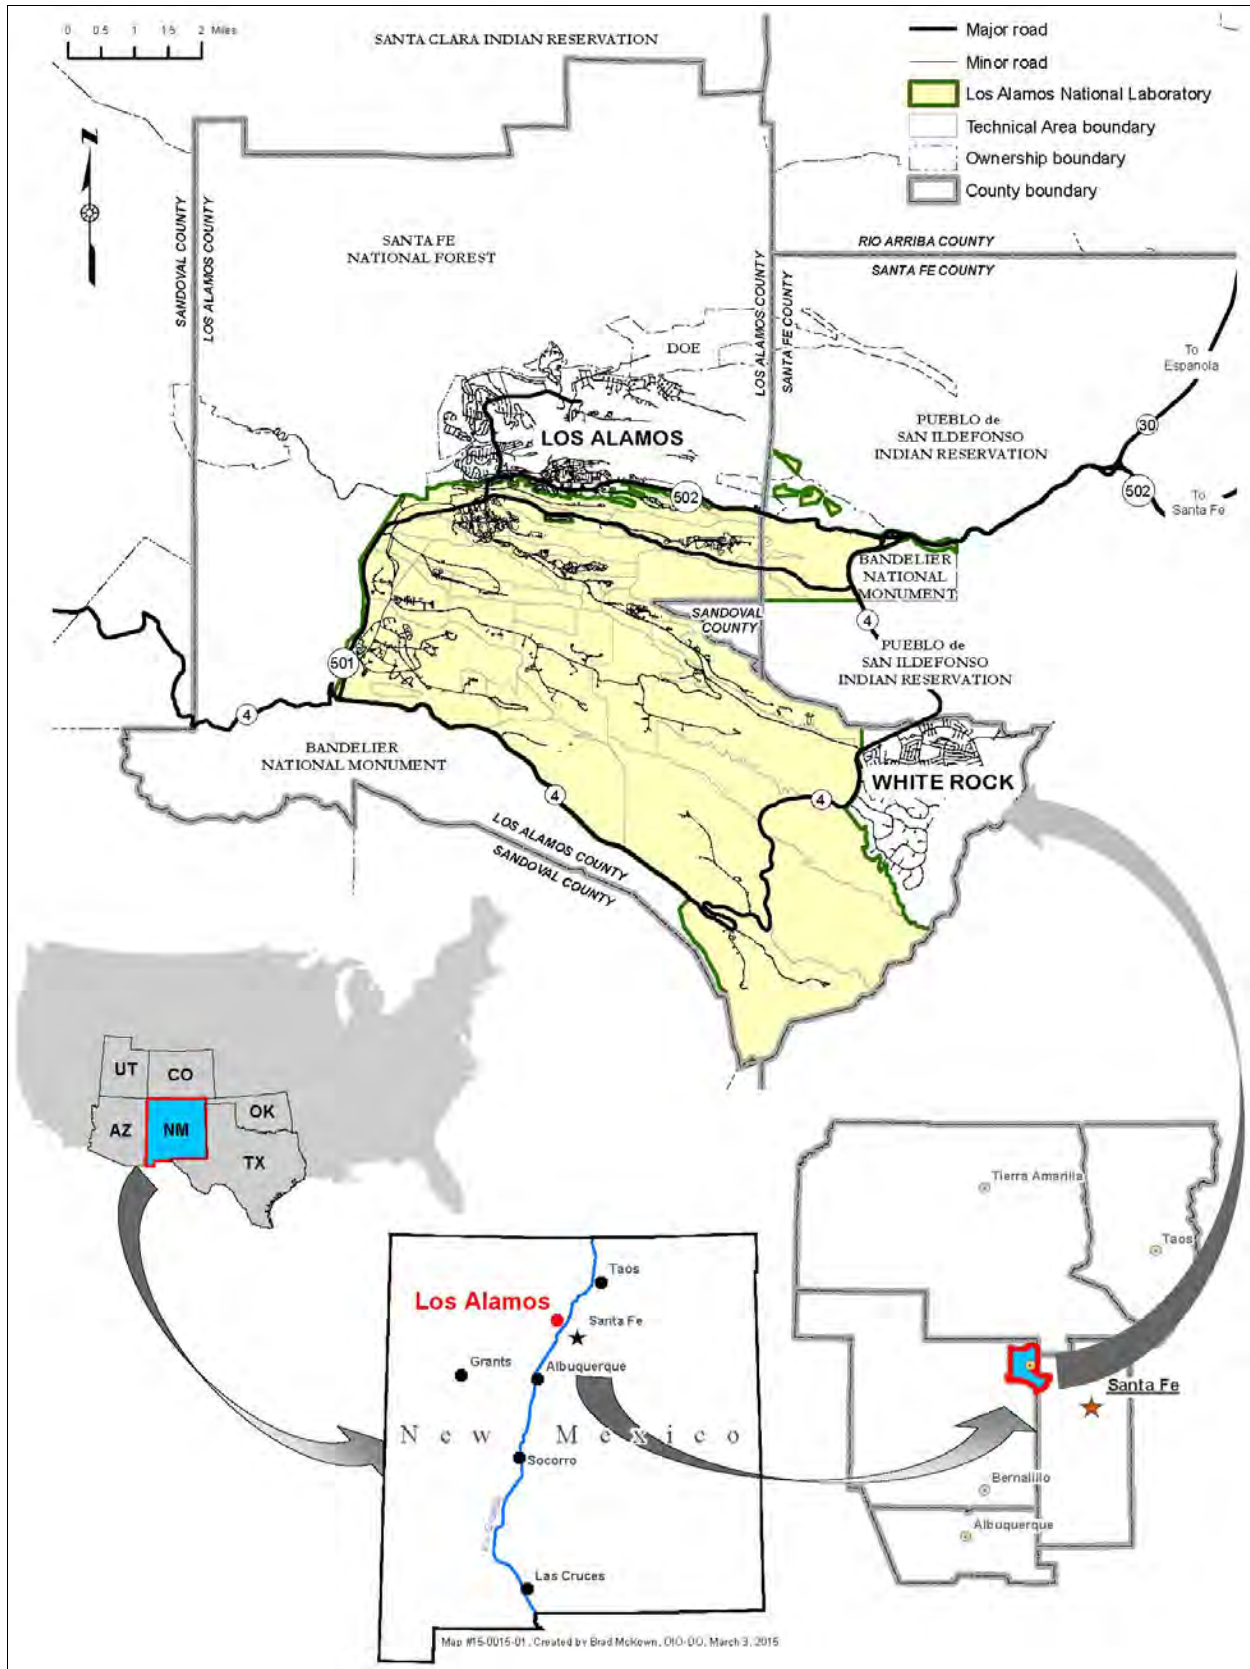 0 0.5 1 1.5 2 Miles
SANTA CLARA INDIAN RESERVATION
Major road
Minor road
Los Alamos National Laboratory
Technical Area boundary
Ownership boundary
County boundary
N
SANDOVAL COUNTY
LOS ALAMOS COUNTY
SANTA FE
NATIONAL FOREST
RIO ARRIBA COUNTY
SANTA FE COUNTY
LOS ALAMOS COUNTY
SANTA FE COUNTY
DOE
To
Espanola
LOS ALAMOS
PUEBLO de
SAN ILDEFONSO
INDIAN RESERVATION
30
502
502
To
Santa Fe
BANDELIER
NATIONAL
MONUMENT
SANDOVAL
COUNTY
4
PUEBLO de
SAN ILDEFONSO
INDIAN RESERVATION
501
4
BANDELIER
NATIONAL MONUMENT
WHITE ROCK
4
4
LOS ALAMOS COUNTY
SANDOVAL COUNTY
UT
CO
AZ
NM
OK
TX
Tierra Amarilla
Taos
Taos
Los Alamos
Santa Fe
Grants
Albuquerque
Santa Fe
New Mexico
Socorro
Bernalillo
Albuquerque
Las Cruces
Map #15-0015-01, Created by Brad McKown, OIO-DO, March 3, 2015